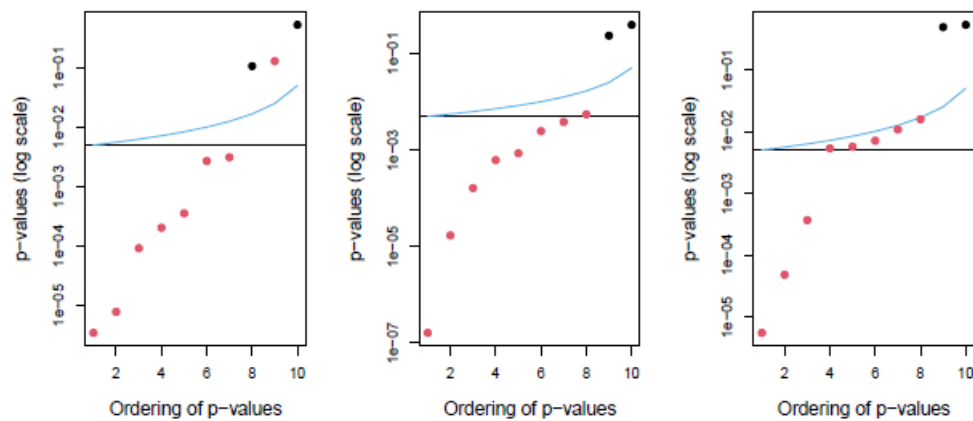 p−values (log scale)
1e−01
1e−02
1e−03
1e−04
1e−05
2 4 6 8 10
Ordering of p−values
p−values (log scale)
1e−01
1e−03
1e−05
1e−07
2 4 6 8 10
Ordering of p−values
p−values (log scale)
1e−01
1e−02
1e−03
1e−04
1e−05
2 4 6 8 10
Ordering of p−values